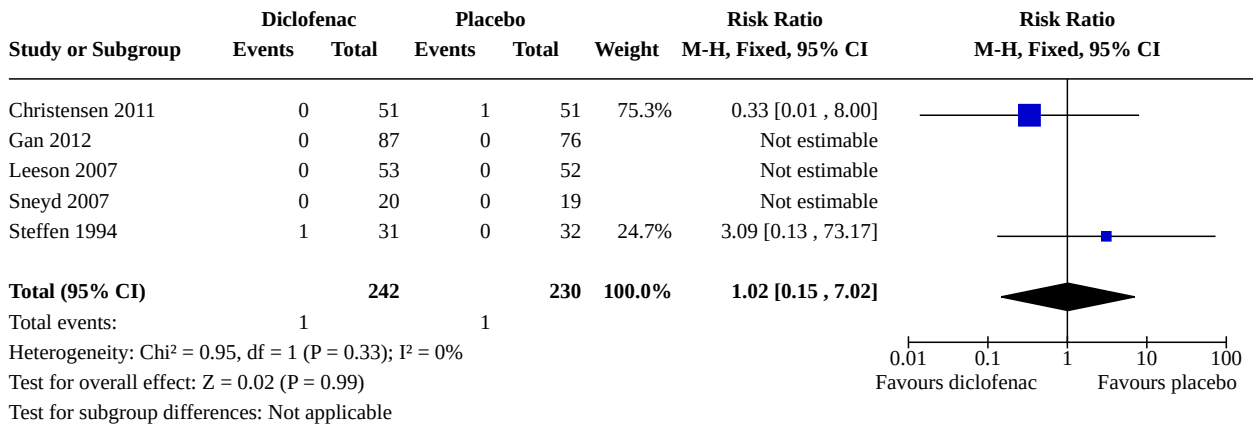 Diclofenac Placebo Risk Ratio Risk Ratio
Study or Subgroup Events Total Events Total Weight M-H, Fixed, 95% CI M-H, Fixed, 95% CI
Christensen 2011 0 51 1 51 75.3% 0.33 [0.01 , 8.00]
Gan 2012 0 87 0 76 Not estimable
Leeson 2007 0 53 0 52 Not estimable
Sneyd 2007 0 20 0 19 Not estimable
Steffen 1994 1 31 0 32 24.7% 3.09 [0.13 , 73.17]
Total (95% CI) 242 230 100.0% 1.02 [0.15 , 7.02]
Total events: 1 1
Heterogeneity: Chi² = 0.95, df = 1 (P = 0.33); I² = 0%
Test for overall effect: Z = 0.02 (P = 0.99)
Test for subgroup differences: Not applicable
0.01 0.1 1 10 100
Favours diclofenac Favours placebo